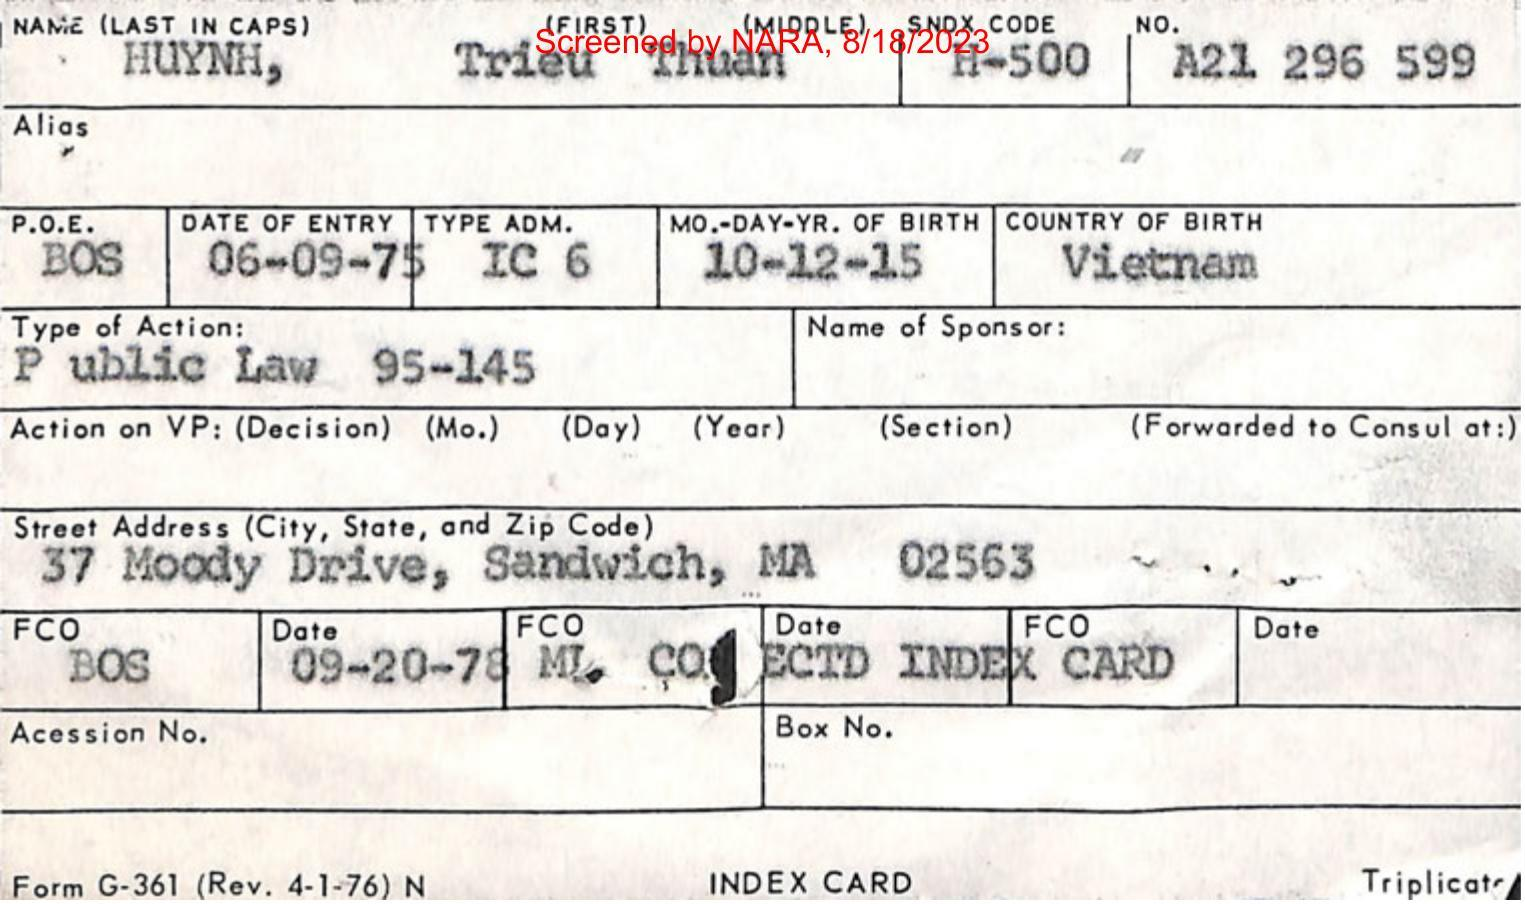 NAME (LAST IN CAPS) (FIRST) (MIDDLE) SNDX CODE NO.
Screened by NARA, 8/18/2023
HUYNH, Trieu Thuan H-500 A21 296 599
Alias
P.O.E. DATE OF ENTRY TYPE ADM. MO.-DAY-YR. OF BIRTH COUNTRY OF BIRTH
BOS 06-09-75 IC 6 10-12-15 Vietnam
Type of Action: Name of Sponsor:
P ublic Law 95-145
Action on VP: (Decision) (Mo.) (Day) (Year) (Section) (Forwarded to Consul at:)
Street Address (City, State, and Zip Code)
37 Moody Drive, Sandwich, MA 02563
FCO Date FCO Date FCO Date
BOS 09-20-78 ECTD INDEX CARD
Acession No. Box No.
Form G-361 (Rev. 4-1-76) N INDEX CARD Triplicate